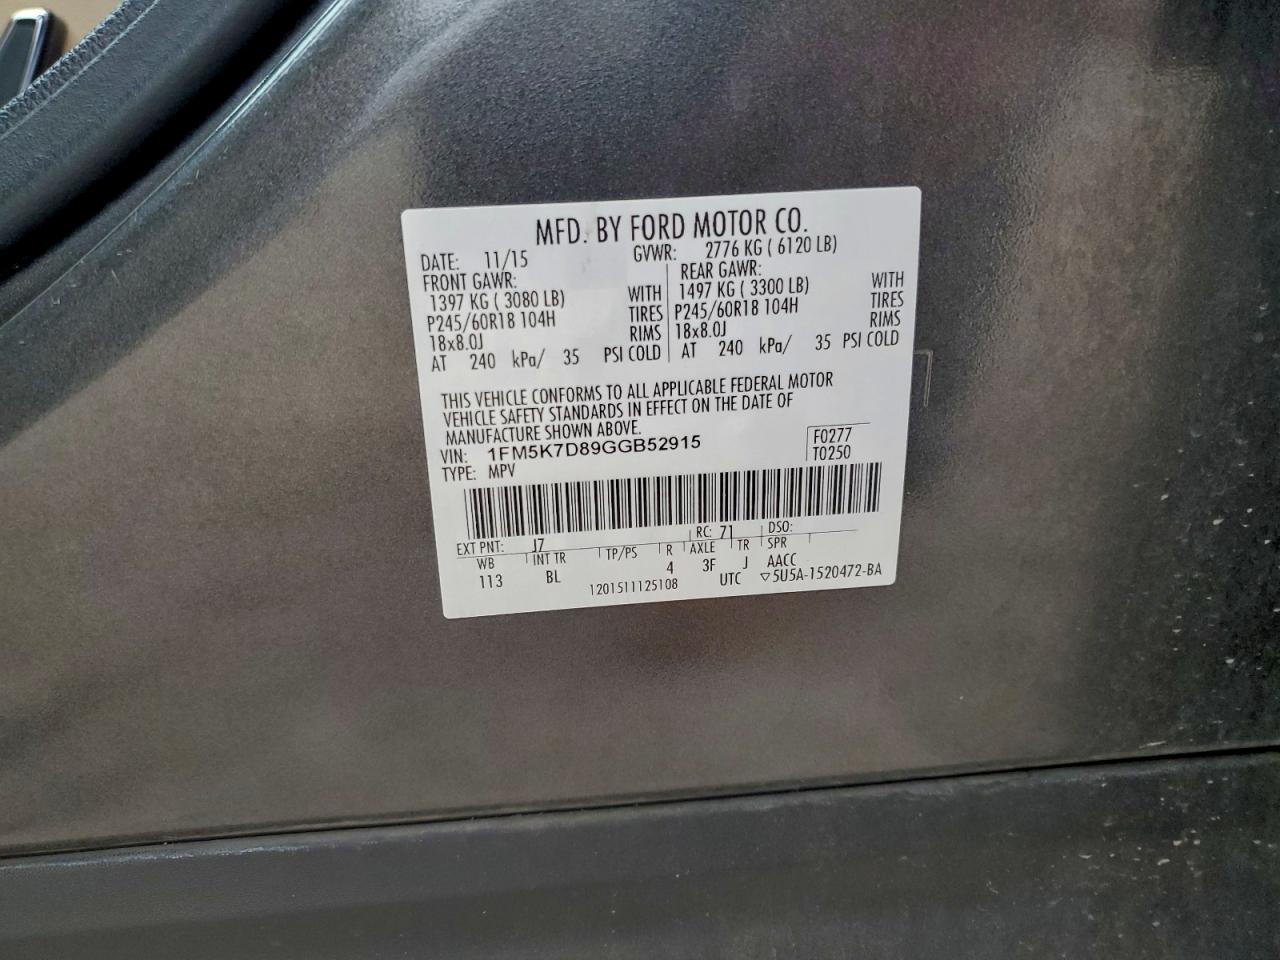 MFD. BY FORD MOTOR CO.
DATE: 11/15 GVWR: 2776 KG ( 6120 LB)
FRONT GAWR: REAR GAWR:
1397 KG ( 3080 LB) WITH 1497 KG ( 3300 LB) WITH
P245/60R18 104H TIRES P245/60R18 104H TIRES
18x8.0J RIMS 18x8.0J RIMS
AT 240 kPa/ 35 PSI COLD AT 240 kPa/ 35 PSI COLD
THIS VEHICLE CONFORMS TO ALL APPLICABLE FEDERAL MOTOR
VEHICLE SAFETY STANDARDS IN EFFECT ON THE DATE OF
MANUFACTURE SHOWN ABOVE.
VIN: 1FM5K7D89GGB52915 F0277
TYPE: MPV T0250
EXT PNT: J7 RC: 71 DSO:
WB INT TR TP/PS R AXLE TR SPR
113 BL 4 3F J AACC
1201511125108 UTC ▽5U5A-1520472-BA